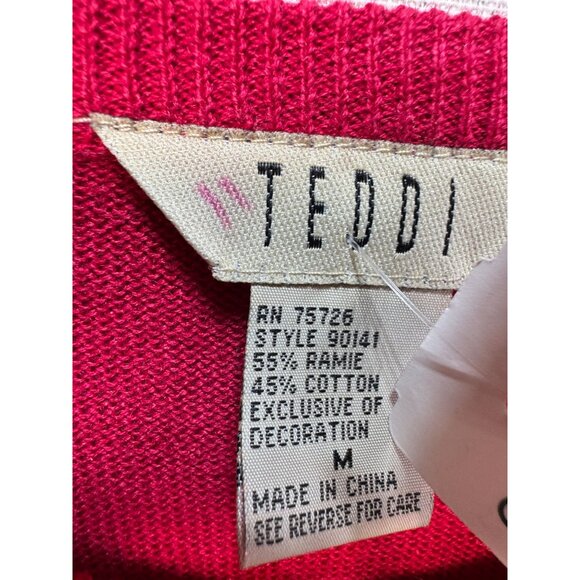 TEDDI
RN 75726
STYLE 90141
55% RAMIE
45% COTTON
EXCLUSIVE OF
DECORATION
M
MADE IN CHINA
SEE REVERSE FOR CARE